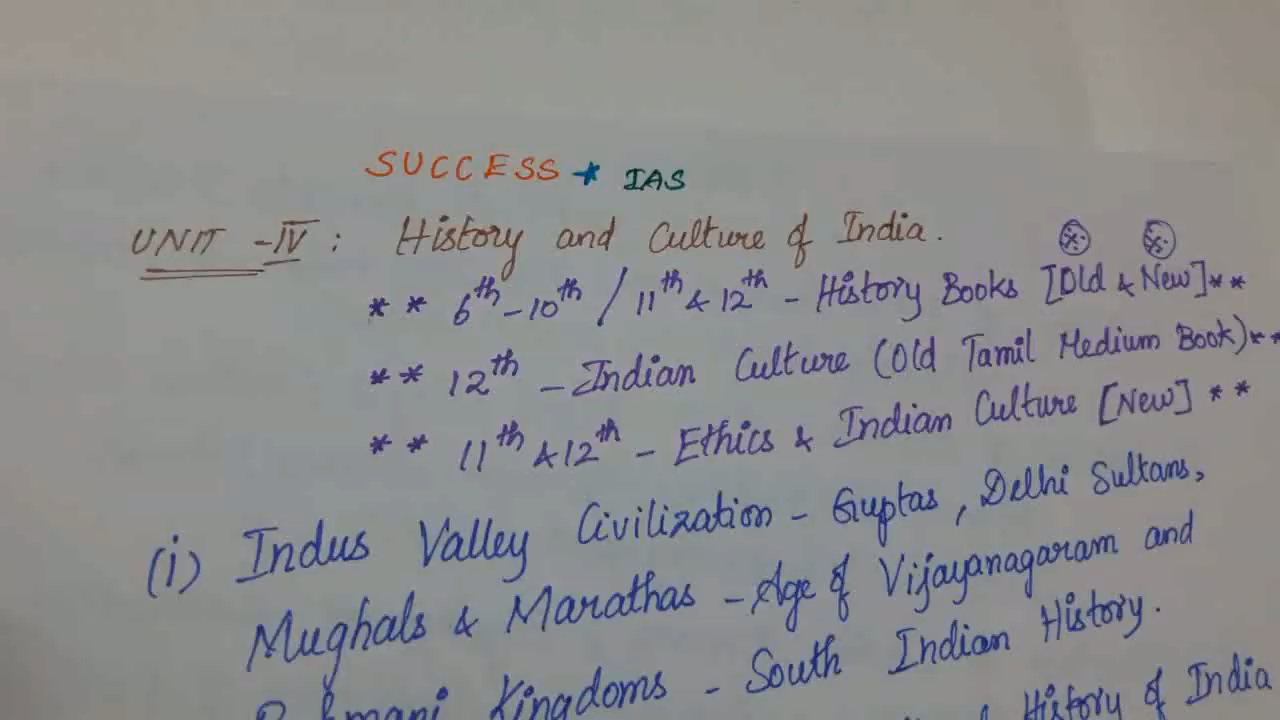 SUCCESS * IAS
UNIT - IV : History and Culture of India.
** 6th - 10th / 11th & 12th - History Books [Old & New] **
** 12th - Indian Culture (Old Tamil Medium Book) **
** 11th & 12th - Ethics & Indian Culture [New] **
(i) Indus Valley Civilization - Guptas, Delhi Sultans,
Mughals & Marathas - Age of Vijayanagaram and
Kingdoms - South Indian History.
History of India